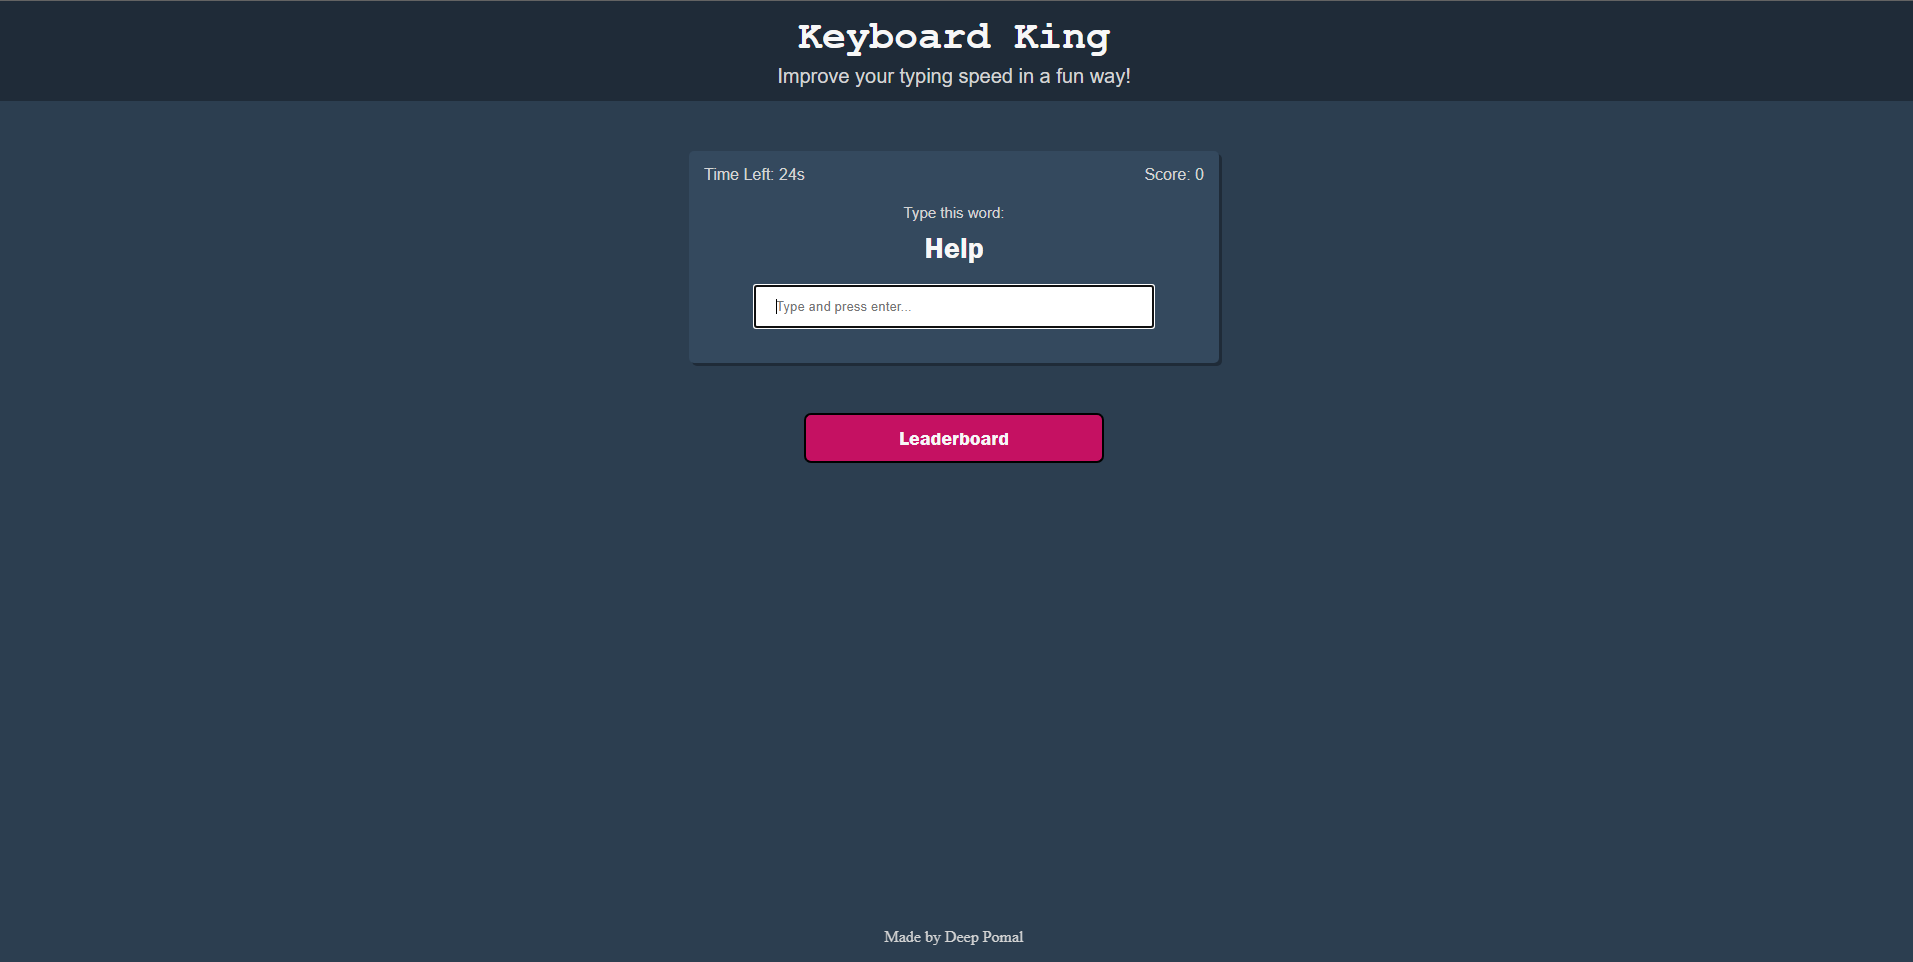 Keyboard King
Improve your typing speed in a fun way!
Time Left: 24s
Score: 0
Type this word:
Help
Type and press enter...
Leaderboard
Made by Deep Pomal